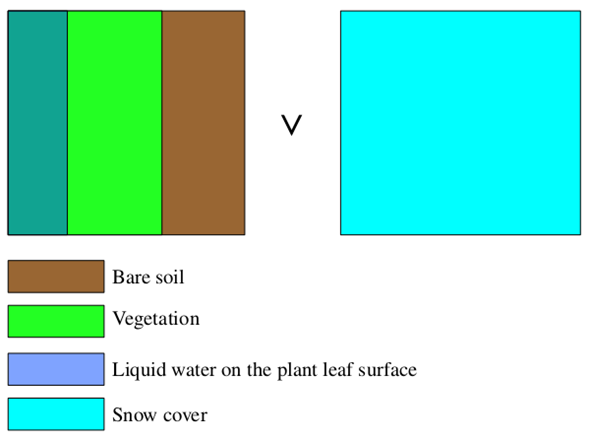 ∨
Bare soil
Vegetation
Liquid water on the plant leaf surface
Snow cover